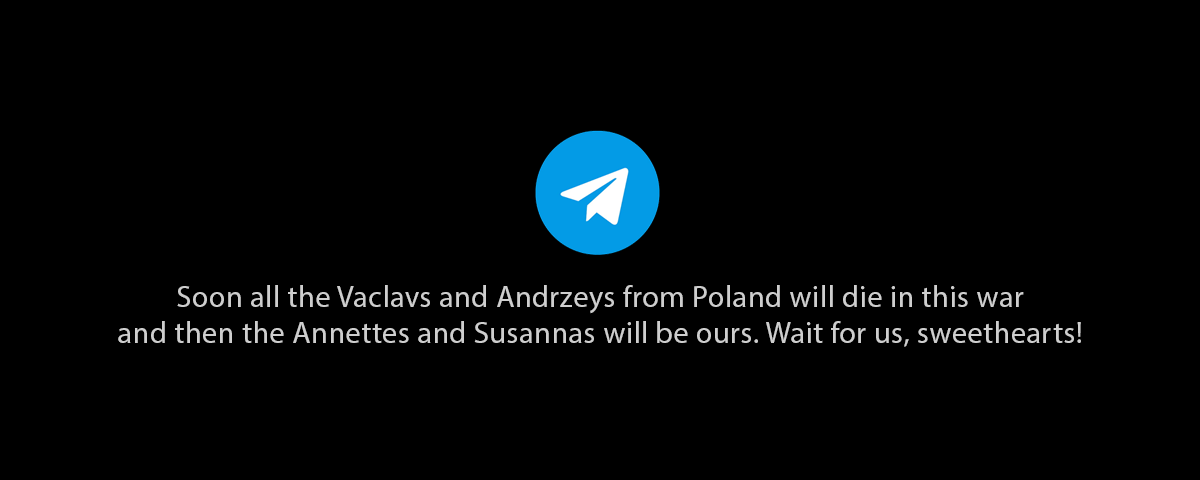 Soon all the Vaclavs and Andrzeys from Poland will die in this war
and then the Annettes and Susannas will be ours. Wait for us, sweethearts!